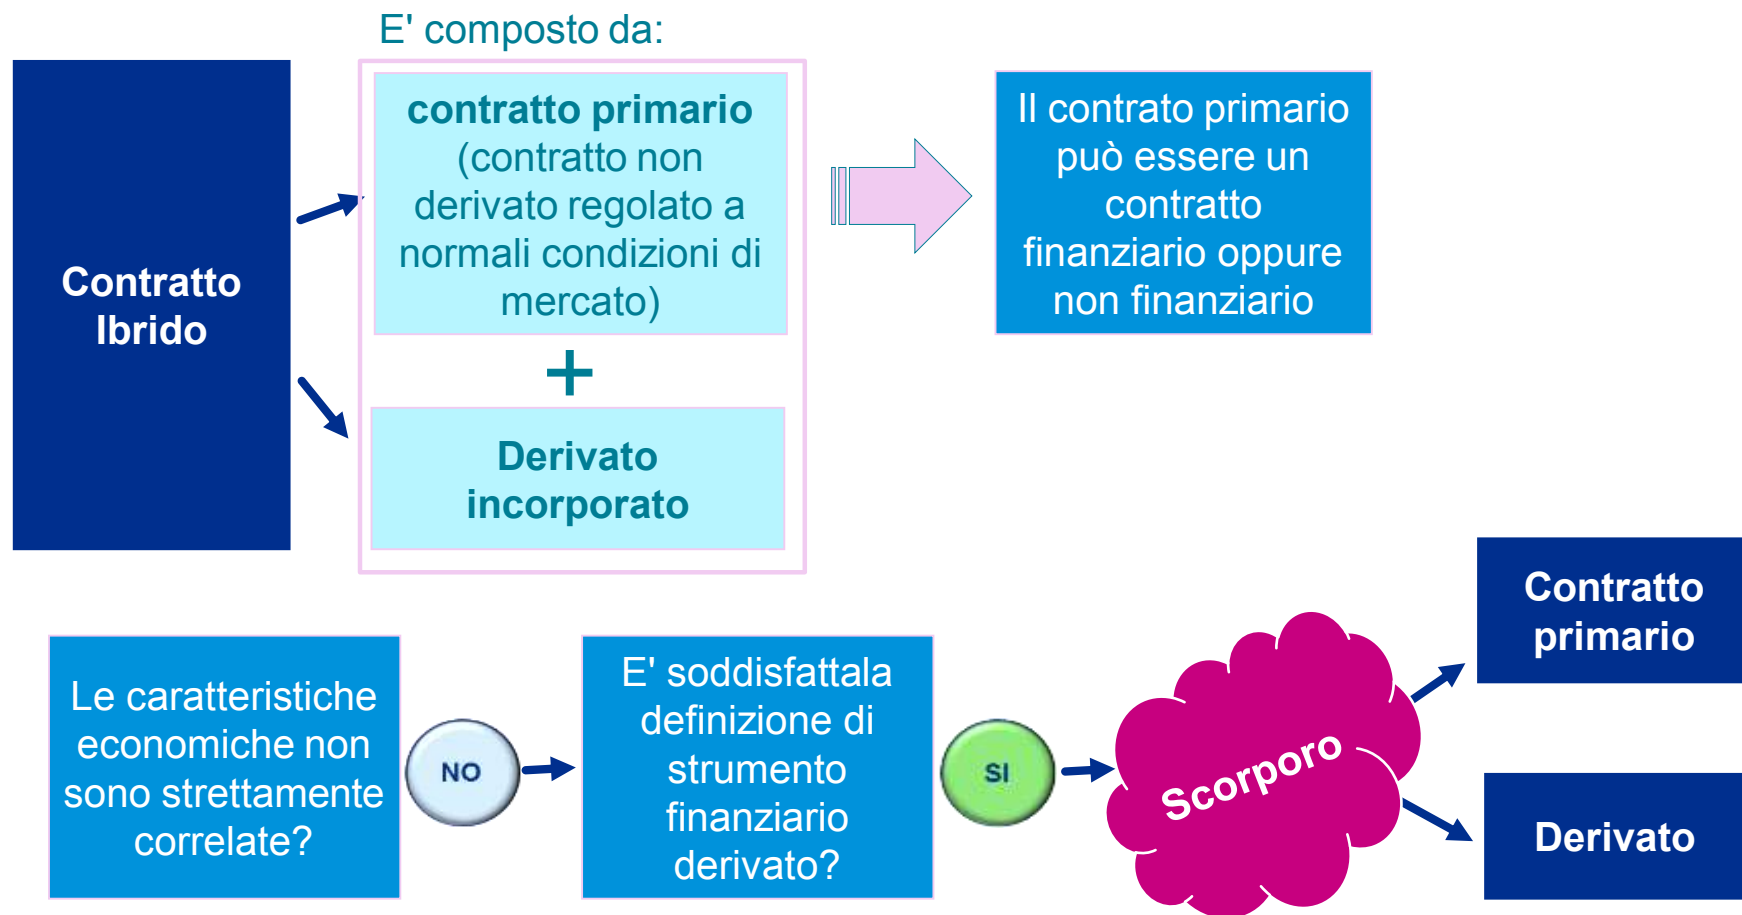 E' composto da:
Contratto
Ibrido
contratto primario
(contratto non
derivato regolato a
normali condizioni di
mercato)
+
Derivato
incorporato
Il contrato primario
può essere un
contratto
finanziario oppure
non finanziario
Le caratteristiche
economiche non
sono strettamente
correlate?
NO
E' soddisfattala
definizione di
strumento
finanziario
derivato?
SI
Scorporo
Contratto
primario
Derivato